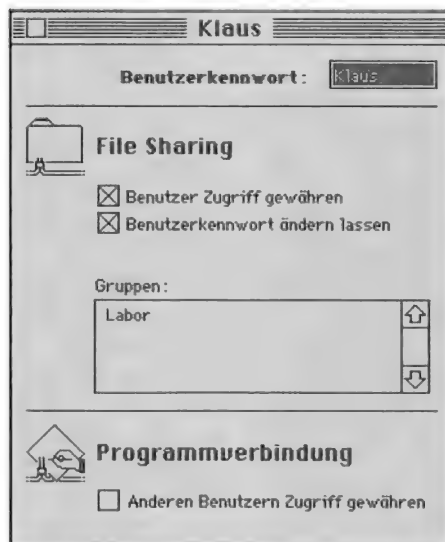 Klaus
Benutzerkennwort: Klaus
File Sharing
Benutzer Zugriff gewähren
Benutzerkennwort ändern lassen
Gruppen:
Labor
Programmverbindung
Anderen Benutzern Zugriff gewähren